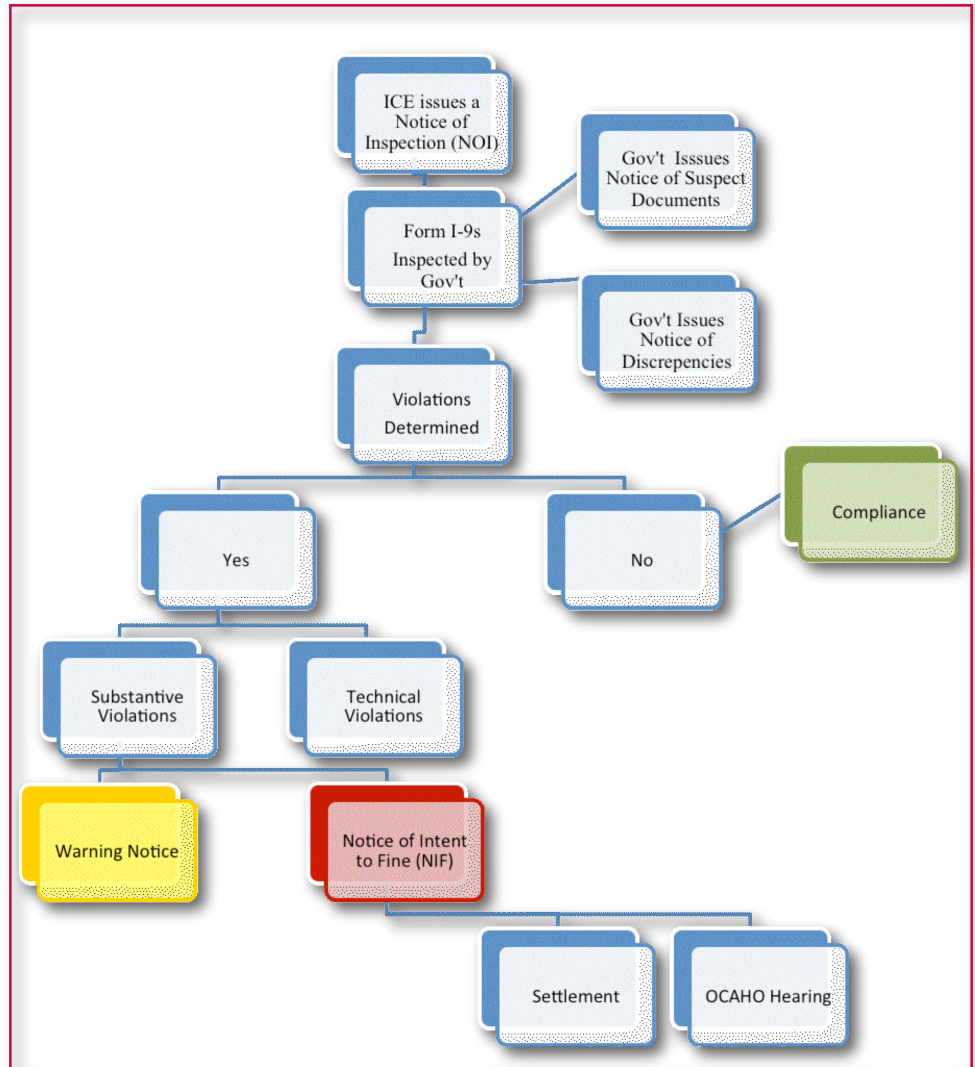 ICE issues a
Notice of
Inspection (NOI)
Gov't Isssues
Notice of Suspect
Documents
Form I-9s
Inspected by
Gov't
Gov't Issues
Notice of
Discrepencies
Violations
Determined
Compliance
Yes
No
Substantive
Violations
Technical
Violations
Warning Notice
Notice of Intent
to Fine (NIF)
Settlement
OCAHO Hearing